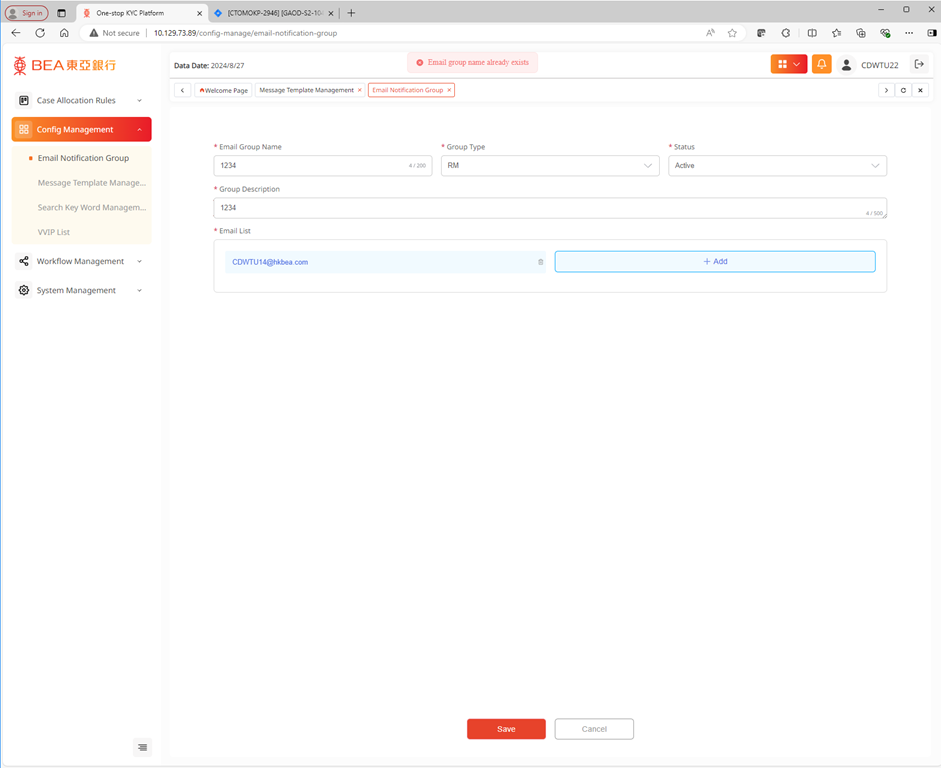 Sign in
One-stop KYC Platform
[CTOMOKP-2946] [GAOD-S2-10
Not secure
10.129.73.89/config-manage/email-notification-group
BEA東亞銀行
Data Date: 2024/8/27
Email group name already exists
CDWTU22
Welcome Page
Message Template Management
Email Notification Group
Case Allocation Rules
Config Management
Email Notification Group
Message Template Manage...
Search Key Word Managem...
VVIP List
Workflow Management
System Management
* Email Group Name
* Group Type
* Status
1234
4 / 200
RM
Active
* Group Description
1234
4 / 500
* Email List
CDWTU14@hkbea.com
+ Add
Save
Cancel